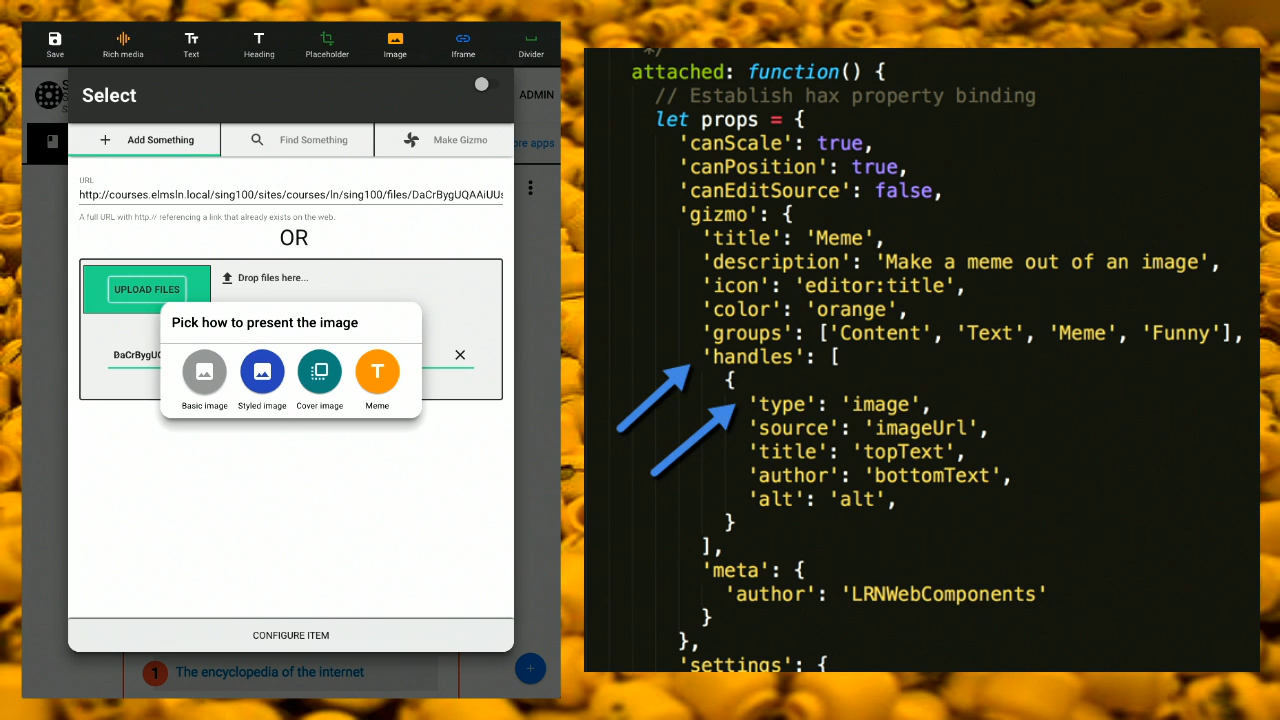 Save
Rich media
Text
Heading
Placeholder
Image
Iframe
Divider
Select
ADMIN
Add Something
Find Something
Make Gizmo
ore apps
URL
http://courses.elmsln.local/sing100/sites/courses/ln/sing100/files/DaCrBygUQAAiUUs
A full URL with http:// referencing a link that already exists on the web.
OR
UPLOAD FILES
Drop files here...
Pick how to present the image
DaCrBygUQ
Basic image
Styled image
Cover image
T
Meme
CONFIGURE ITEM
1 The encyclopedia of the internet
*/
attached: function() {
// Establish hax property binding
let props = {
'canScale': true,
'canPosition': true,
'canEditSource': false,
'gizmo': {
'title': 'Meme',
'description': 'Make a meme out of an image',
'icon': 'editor:title',
'color': 'orange',
'groups': ['Content', 'Text', 'Meme', 'Funny'],
'handles': [
{
'type': 'image',
'source': 'imageUrl',
'title': 'topText',
'author': 'bottomText',
'alt': 'alt',
}
],
'meta': {
'author': 'LRNWebComponents'
}
},
'settings': {